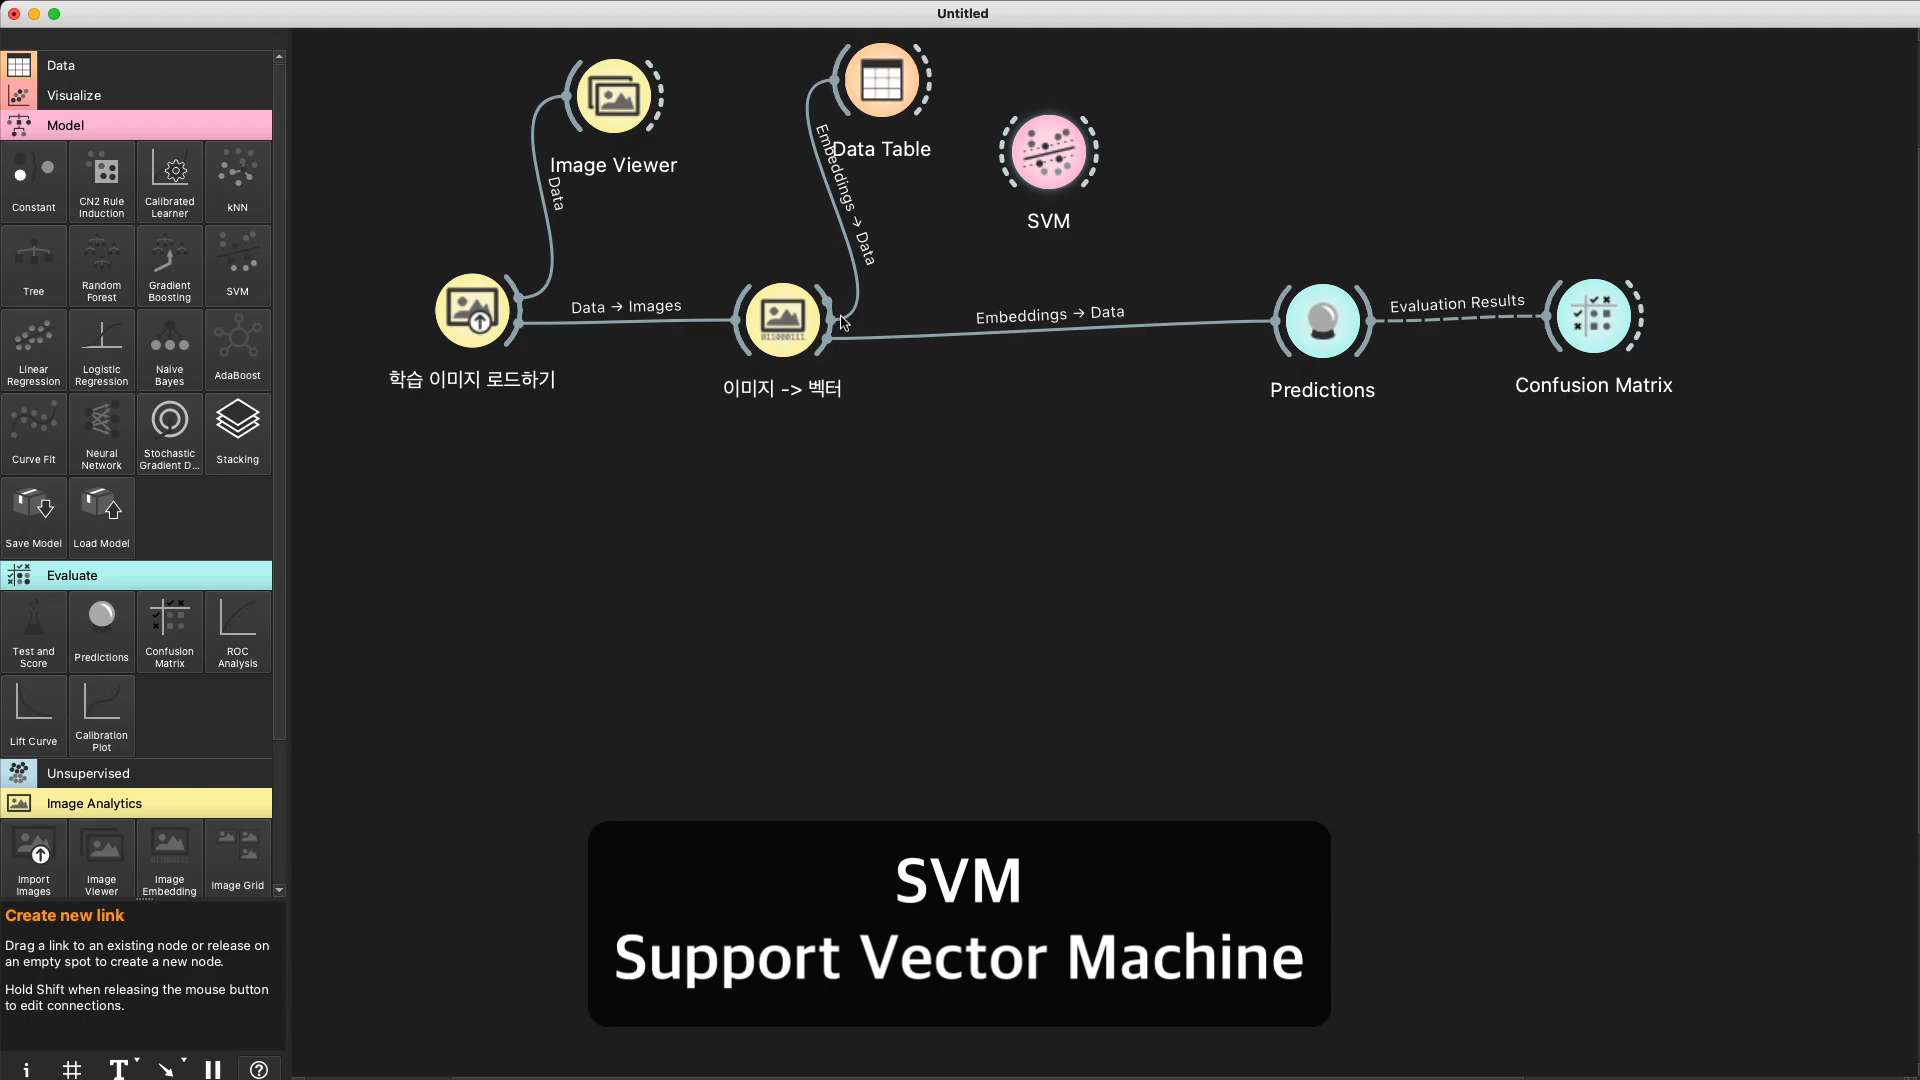 Untitled
Data
Visualize
Model
Constant
CN2 Rule
Induction
Calibrated
Learner
kNN
Tree
Random
Forest
Gradient
Boosting
SVM
Linear
Regression
Logistic
Regression
Naive
Bayes
AdaBoost
Curve Fit
Neural
Network
Stochastic
Gradient D...
Stacking
Save Model
Load Model
Evaluate
Test and
Score
Predictions
Confusion
Matrix
ROC
Analysis
Lift Curve
Calibration
Plot
Unsupervised
Image Analytics
Import
Images
Image
Viewer
Image
Embedding
Image Grid
Create new link
Drag a link to an existing node or release on
an empty spot to create a new node.
Hold Shift when releasing the mouse button
to edit connections.
Image Viewer
Data Table
SVM
Data
Embeddings → Data
Data → Images
Embeddings → Data
Evaluation Results
학습 이미지 로드하기
이미지 -> 벡터
Predictions
Confusion Matrix
SVM
Support Vector Machine